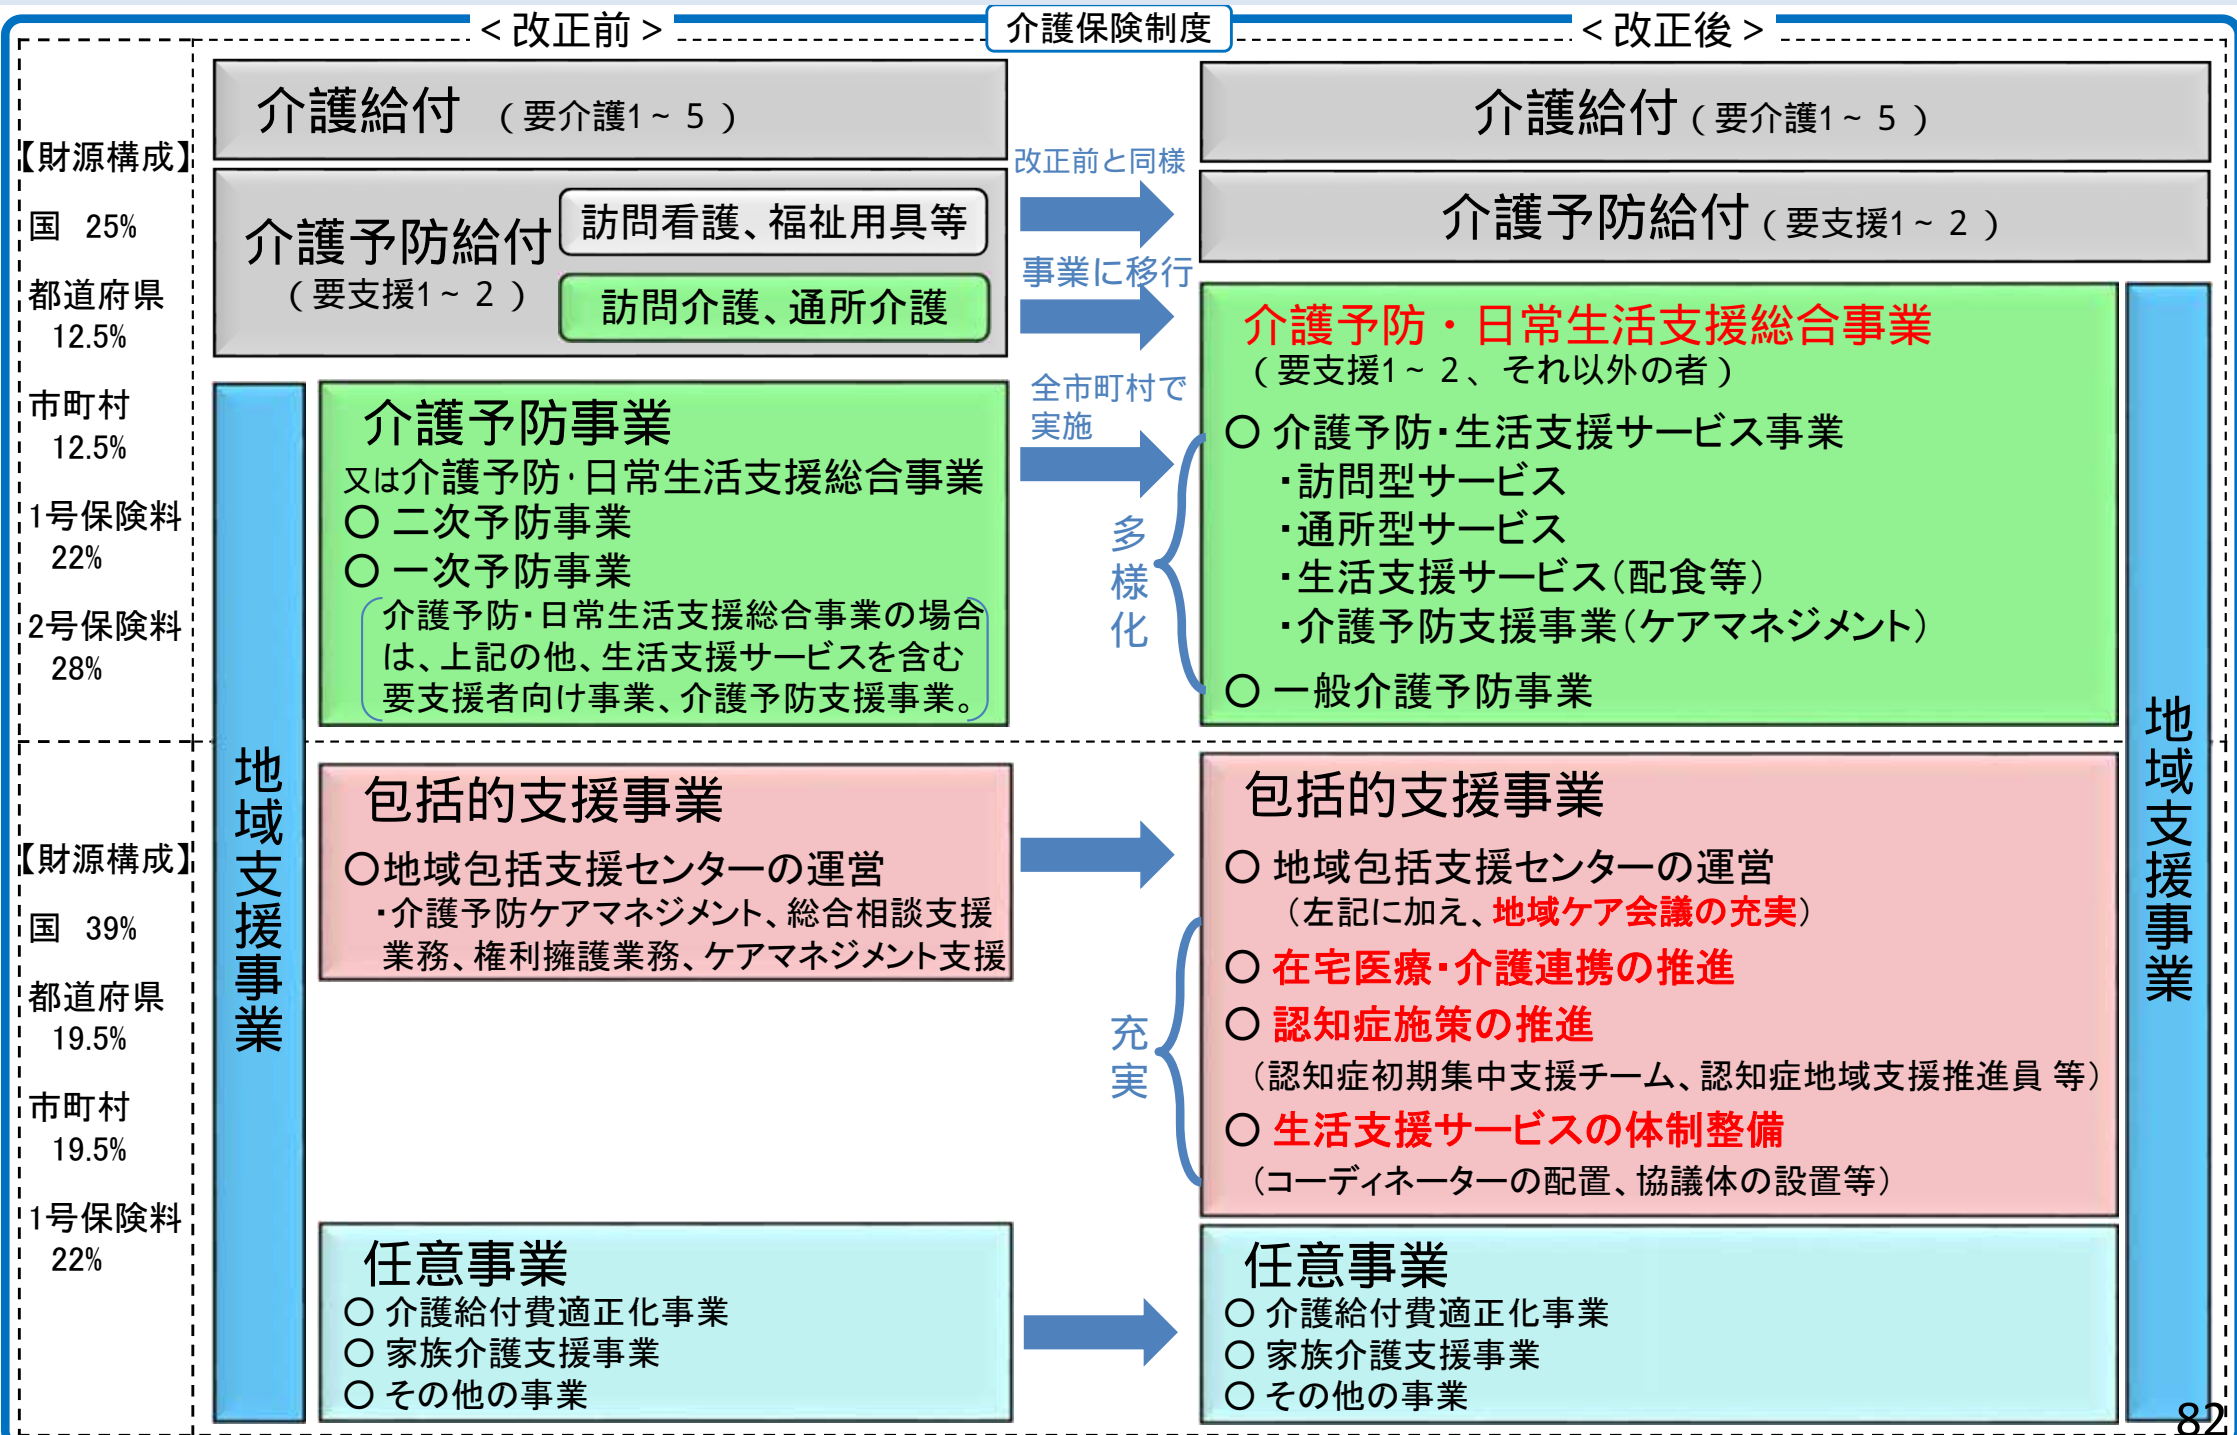 <改正前>
介護保険制度
<改正後>
【財源構成】
国 25%
都道府県
12.5%
市町村
12.5%
1号保険料
22%
2号保険料
28%
【財源構成】
国 39%
都道府県
19.5%
市町村
19.5%
1号保険料
22%
介護給付 (要介護1~5)
介護予防給付
(要支援1~2)
訪問看護、福祉用具等
訪問介護、通所介護
地域支援事業
介護予防事業
又は介護予防・日常生活支援総合事業
○ 二次予防事業
○ 一次予防事業
介護予防・日常生活支援総合事業の場合
は、上記の他、生活支援サービスを含む
要支援者向け事業、介護予防支援事業。
包括的支援事業
○地域包括支援センターの運営
・介護予防ケアマネジメント、総合相談支援
業務、権利擁護業務、ケアマネジメント支援
任意事業
○ 介護給付費適正化事業
○ 家族介護支援事業
○ その他の事業
改正前と同様
事業に移行
全市町村で
実施
多様化
充実
介護給付(要介護1~5)
介護予防給付(要支援1~2)
介護予防・日常生活支援総合事業
(要支援1~2、それ以外の者)
○ 介護予防・生活支援サービス事業
・訪問型サービス
・通所型サービス
・生活支援サービス(配食等)
・介護予防支援事業(ケアマネジメント)
○ 一般介護予防事業
包括的支援事業
○ 地域包括支援センターの運営
(左記に加え、地域ケア会議の充実)
○ 在宅医療・介護連携の推進
○ 認知症施策の推進
(認知症初期集中支援チーム、認知症地域支援推進員 等)
○ 生活支援サービスの体制整備
(コーディネーターの配置、協議体の設置等)
任意事業
○ 介護給付費適正化事業
○ 家族介護支援事業
○ その他の事業
地域支援事業
82